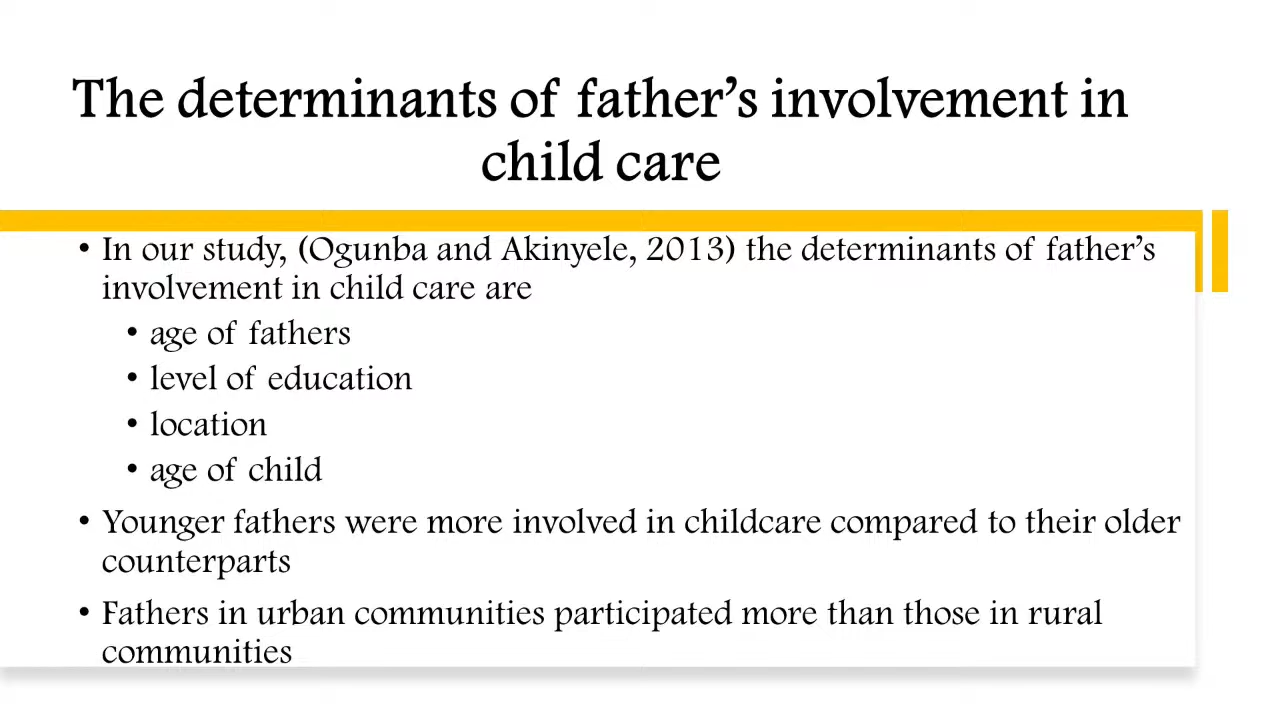 The determinants of father’s involvement in
child care
• In our study, (Ogunba and Akinyele, 2013) the determinants of father’s
involvement in child care are
• age of fathers
• level of education
• location
• age of child
• Younger fathers were more involved in childcare compared to their older
counterparts
• Fathers in urban communities participated more than those in rural
communities